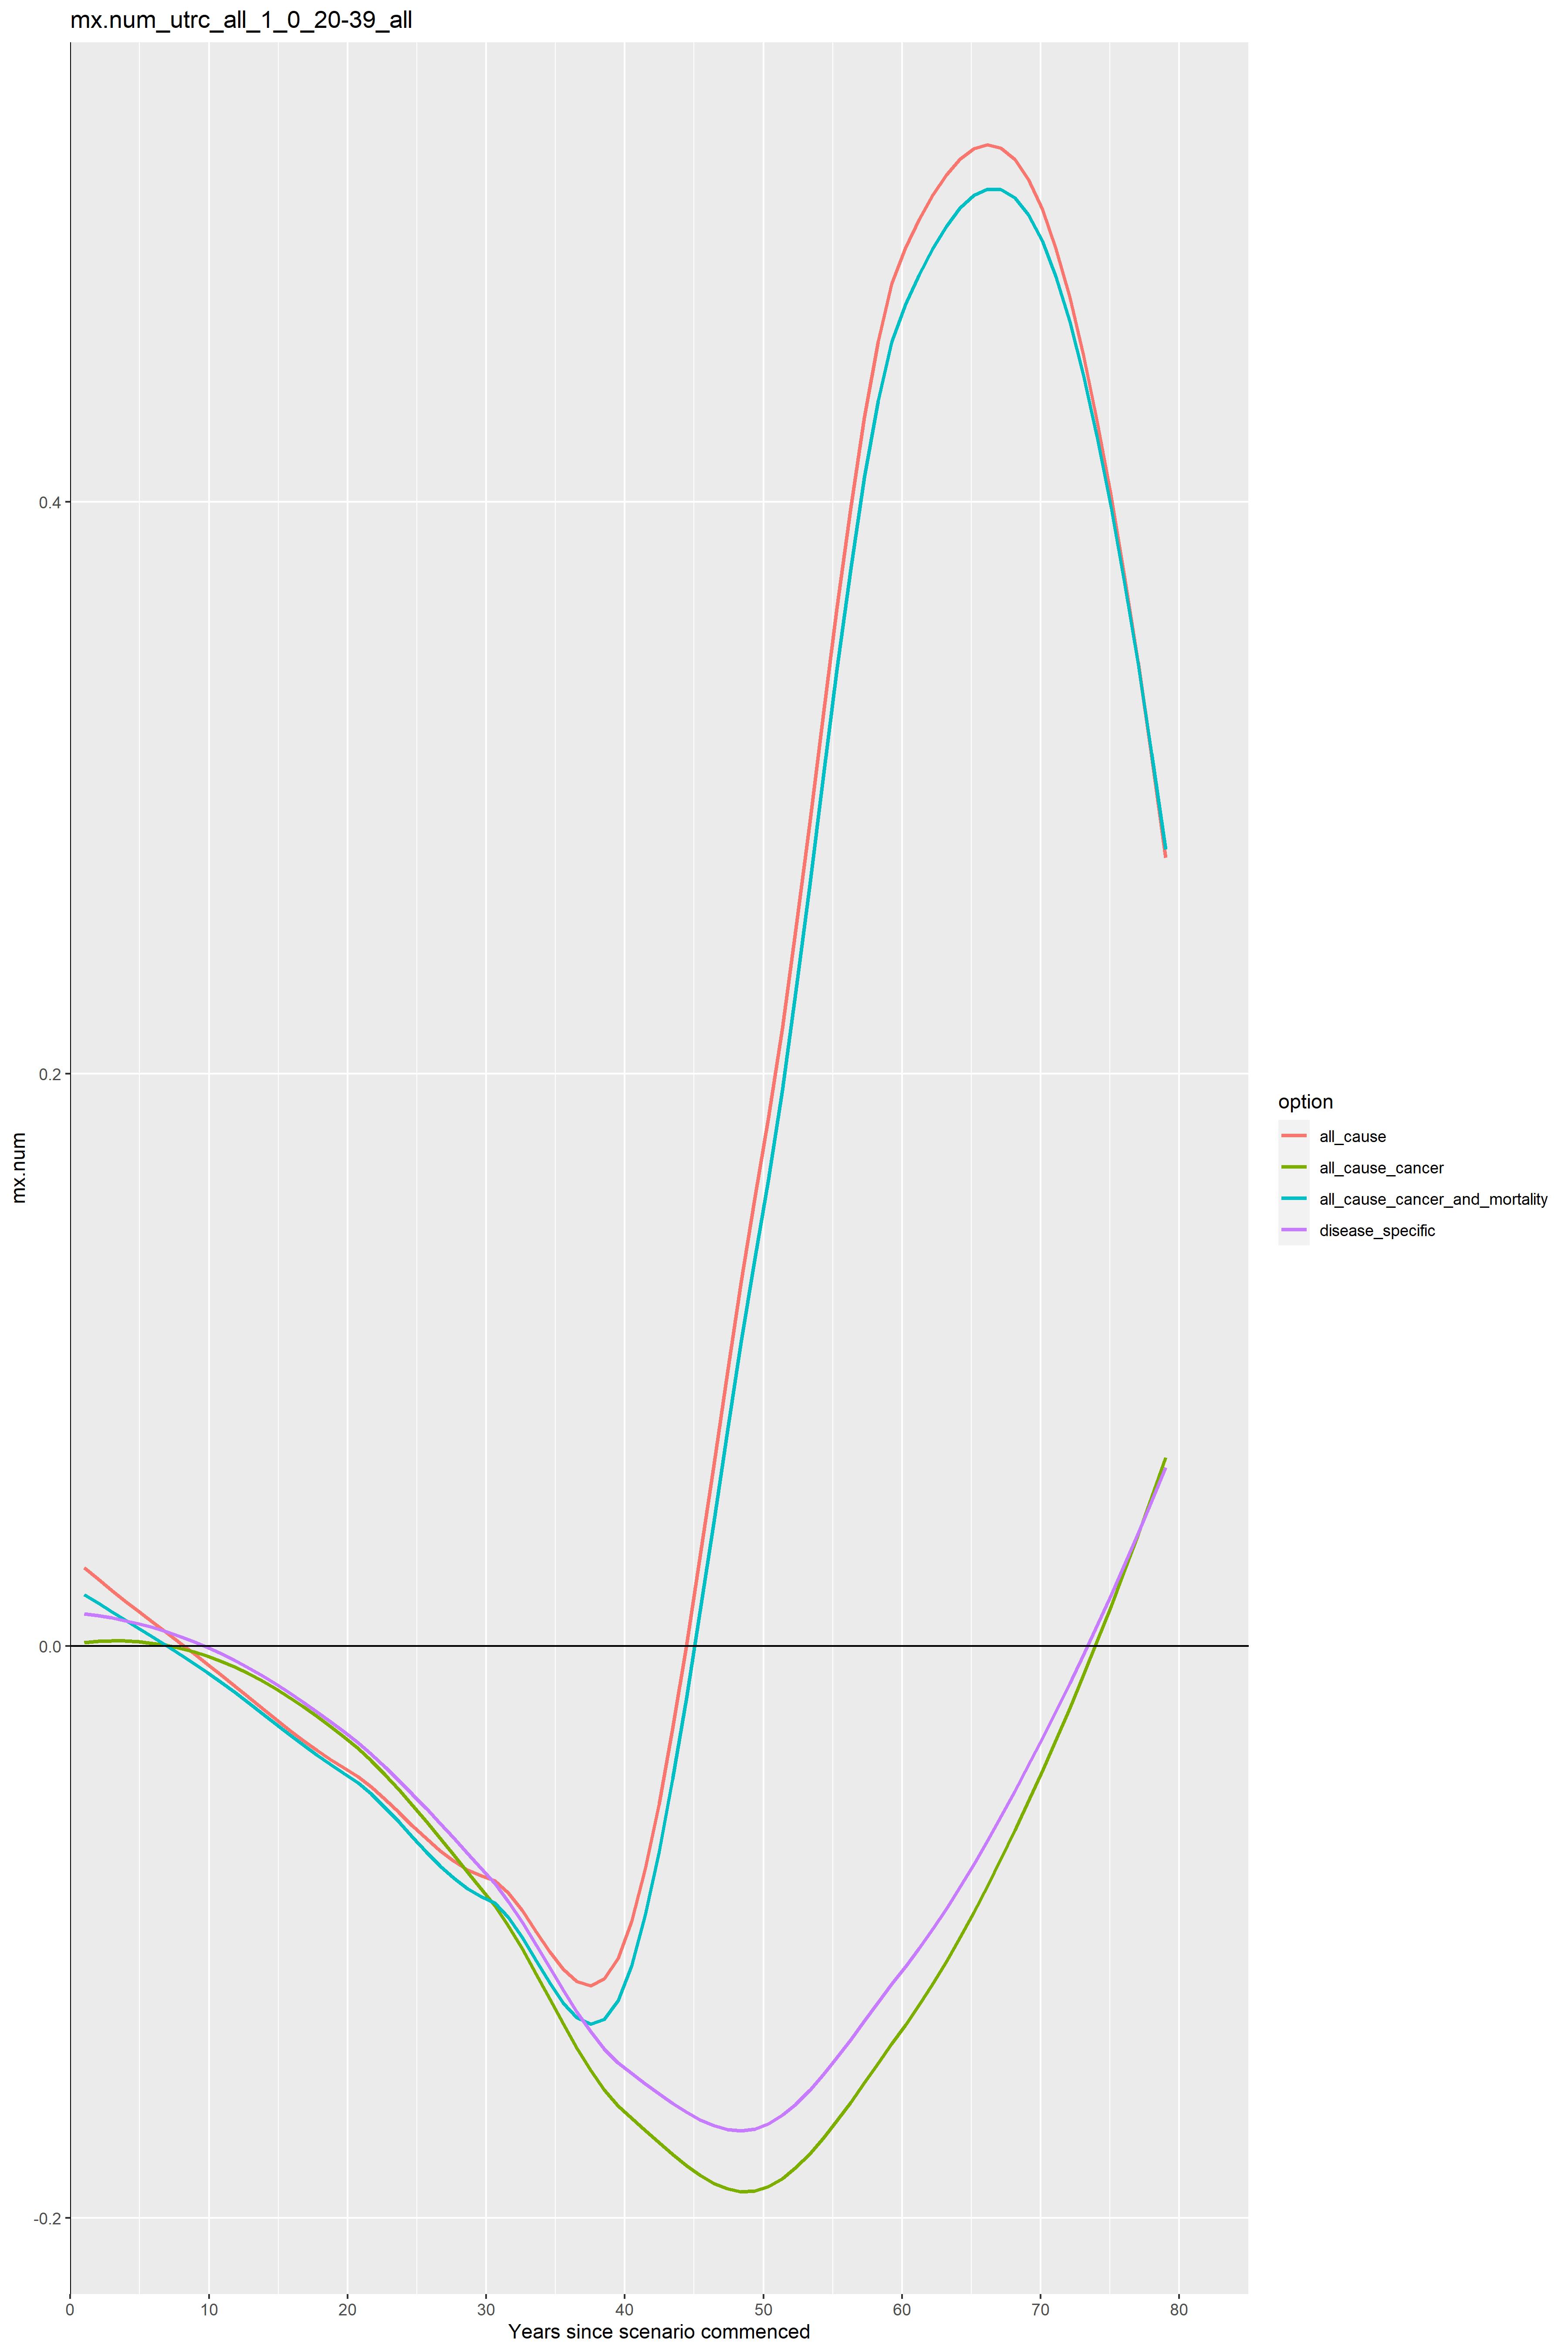 mx.num_utrc_all_1_0_20-39_all
mx.num
0.4
0.2
0.0
-0.2
0 10 20 30 40 50 60 70 80
Years since scenario commenced
option
all_cause
all_cause_cancer
all_cause_cancer_and_mortality
disease_specific